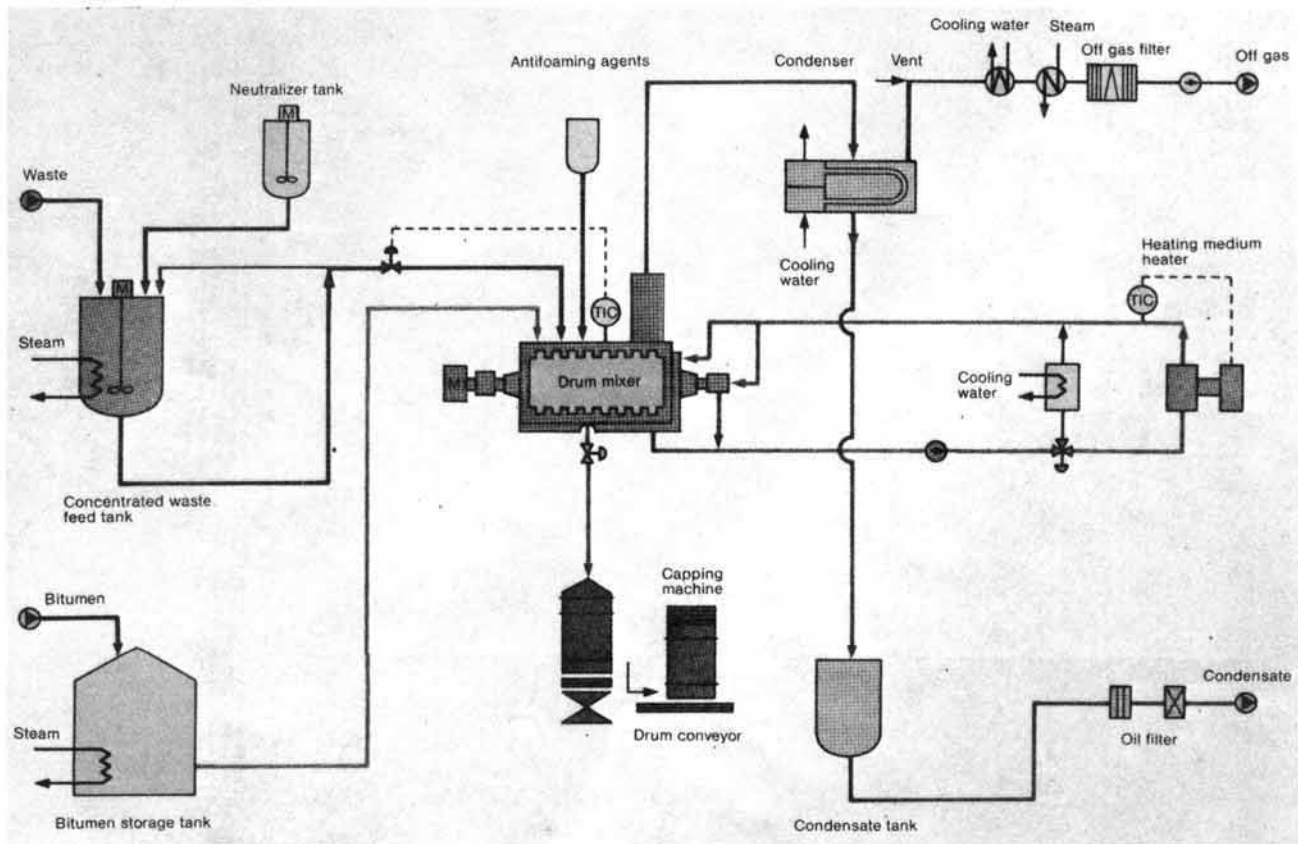 Cooling water
Steam
Off gas filter
Off gas
Antifoaming agents
Condenser
Vent
Neutralizer tank
M
Waste
Cooling
water
Heating medium
heater
M
TIC
TIC
Steam
M
Drum mixer
Cooling
water
Concentrated waste
feed tank
Capping
machine
Bitumen
Condensate
Steam
Drum conveyor
Oil filter
Bitumen storage tank
Condensate tank